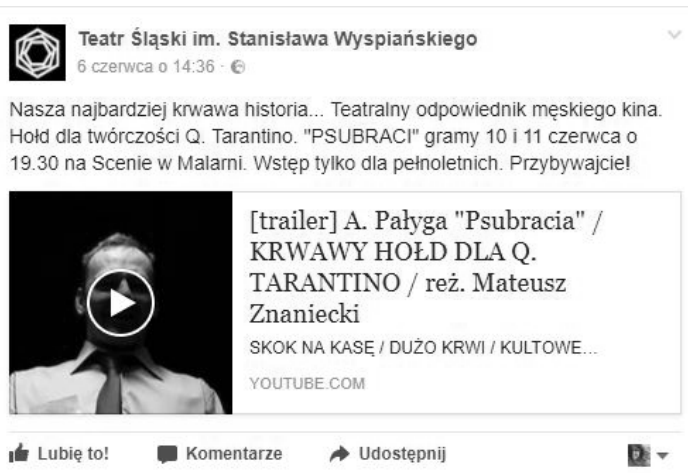 Teatr Śląski im. Stanisława Wyspiańskiego
6 czerwca o 14:36 ·
Nasza najbardziej krwawa historia... Teatralny odpowiednik męskiego kina.
Hołd dla twórczości Q. Tarantino. "PSUBRACI" gramy 10 i 11 czerwca o
19.30 na Scenie w Malarni. Wstęp tylko dla pełnoletnich. Przybywajcie!
[trailer] A. Pałyga "Psubracia" /
KRWAWY HOŁD DLA Q.
TARANTINO / reż. Mateusz
Znaniecki
SKOK NA KASĘ / DUŻO KRWI / KULTOWE...
YOUTUBE.COM
Lubię to! Komentarze Udostępnij